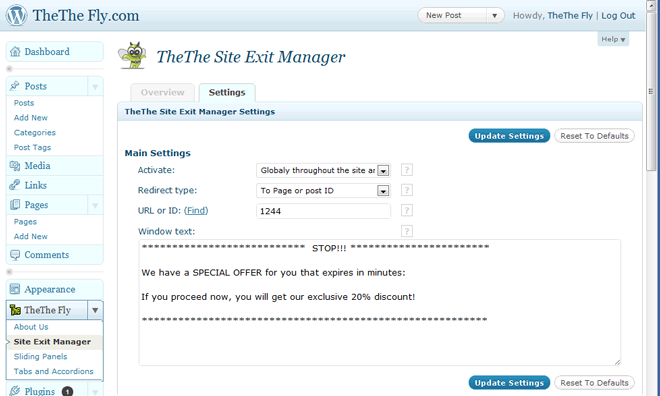 TheThe Fly.com
New Post
Howdy, TheThe Fly | Log Out
Help
Dashboard
TheThe Site Exit Manager
Posts
Posts
Add New
Categories
Post Tags
Media
Links
Pages
Pages
Add New
Comments
Appearance
TheThe Fly
About Us
Site Exit Manager
Sliding Panels
Tabs and Accordions
Plugins 1
Overview
Settings
TheThe Site Exit Manager Settings
Update Settings
Reset To Defaults
Main Settings
Activate: Globaly throughout the site ar ?
Redirect type: To Page or post ID ?
URL or ID: (Find) 1244 ?
Window text: ?
*************************** STOP!!! ***********************
We have a SPECIAL OFFER for you that expires in minutes:
If you proceed now, you will get our exclusive 20% discount!
*********************************************************
Update Settings
Reset To Defaults